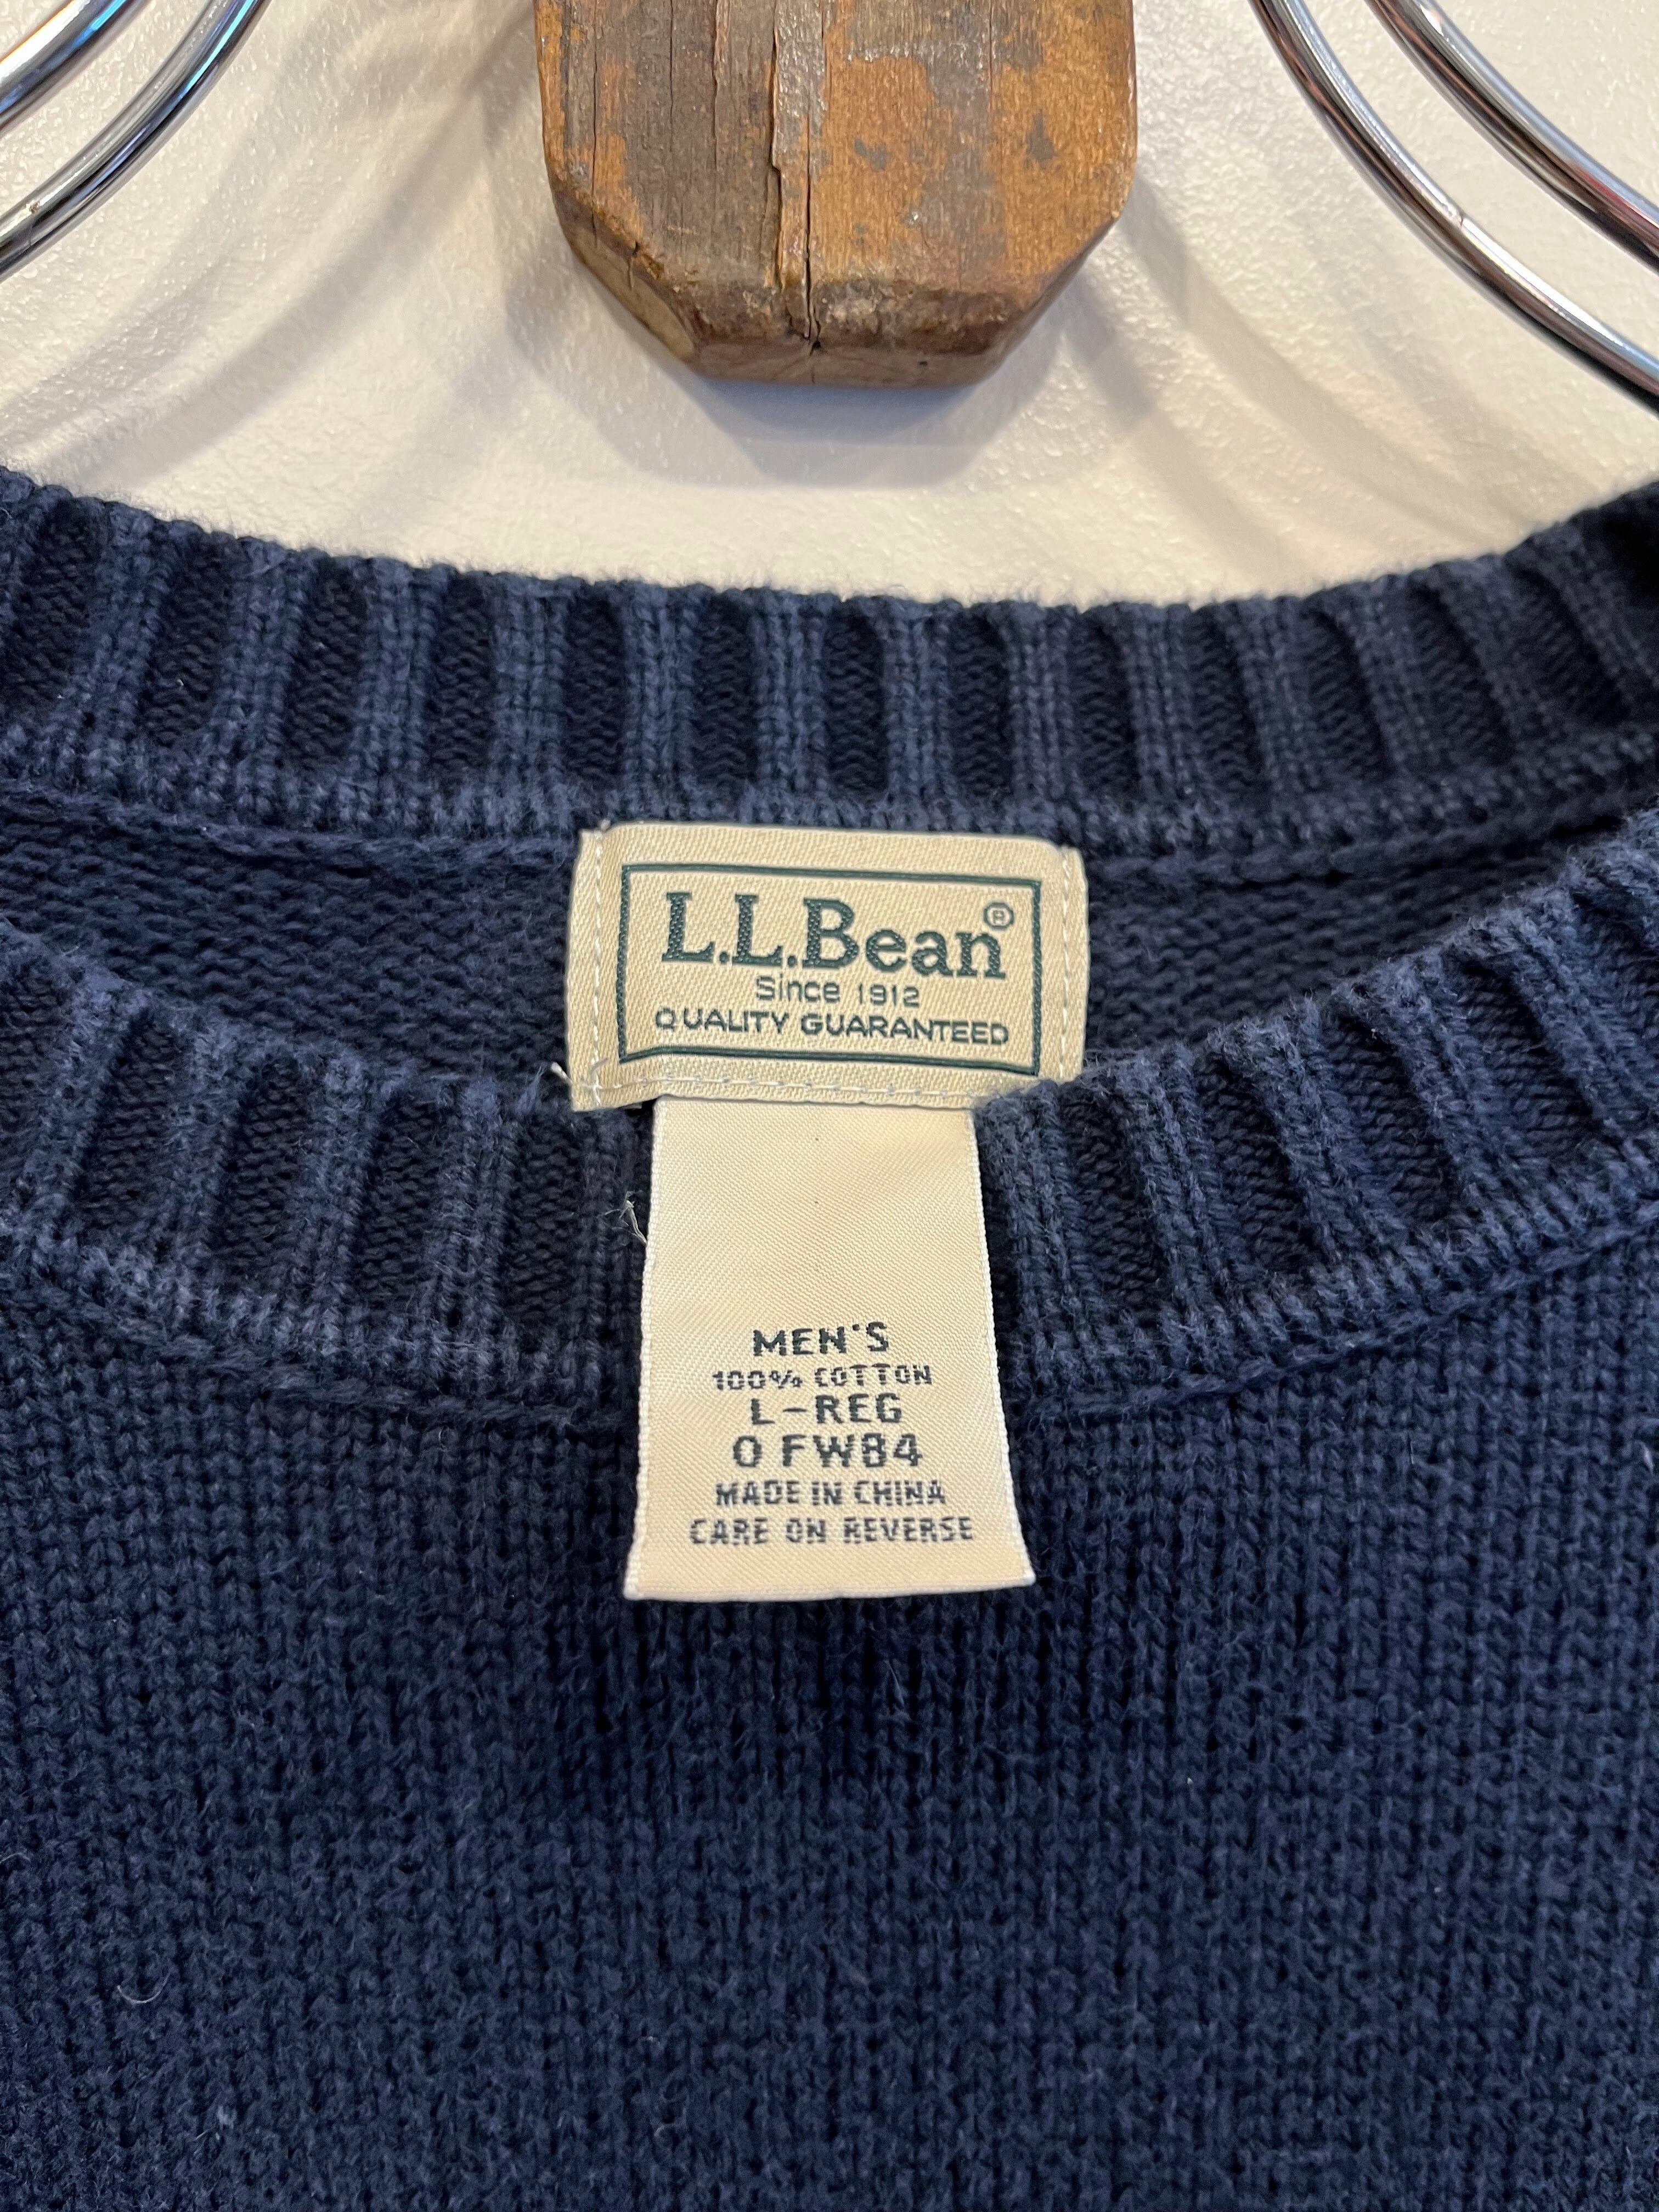 L.L.Bean®
Since 1912
QUALITY GUARANTEED
MEN'S
100% COTTON
L-REG
0 FW84
MADE IN CHINA
CARE ON REVERSE